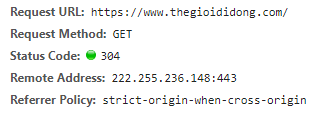 Request URL: https://www.thegioididong.com/
Request Method: GET
Status Code: 304
Remote Address: 222.255.236.148:443
Referrer Policy: strict-origin-when-cross-origin